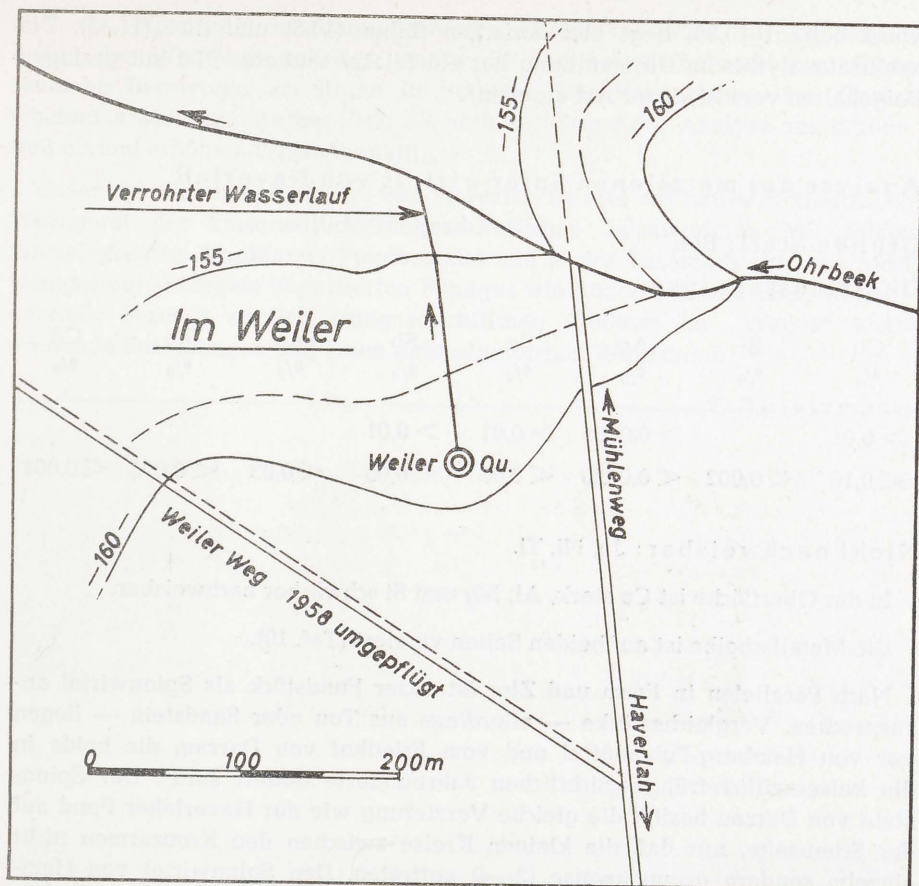 155
160
Verrohrter Wasserlauf
Ohrbeek
155
Im Weiler
Mühlenweg
Weiler Qu.
160
Weiler Weg 1958 umgepflügt
Haverlah
0 100 200m